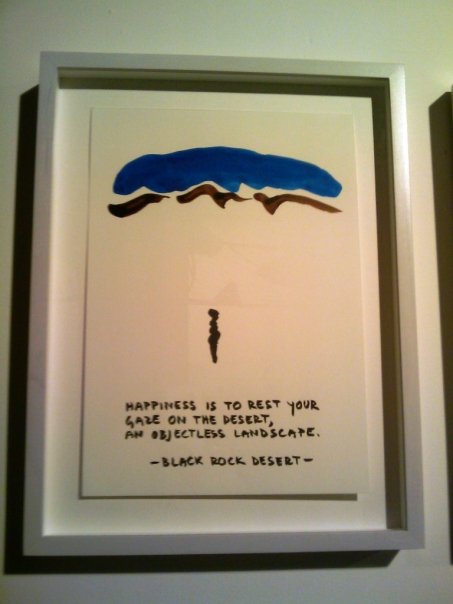 HAPPINESS IS TO REST YOUR
GAZE ON THE DESERT,
AN OBJECTLESS LANDSCAPE.
-BLACK ROCK DESERT-